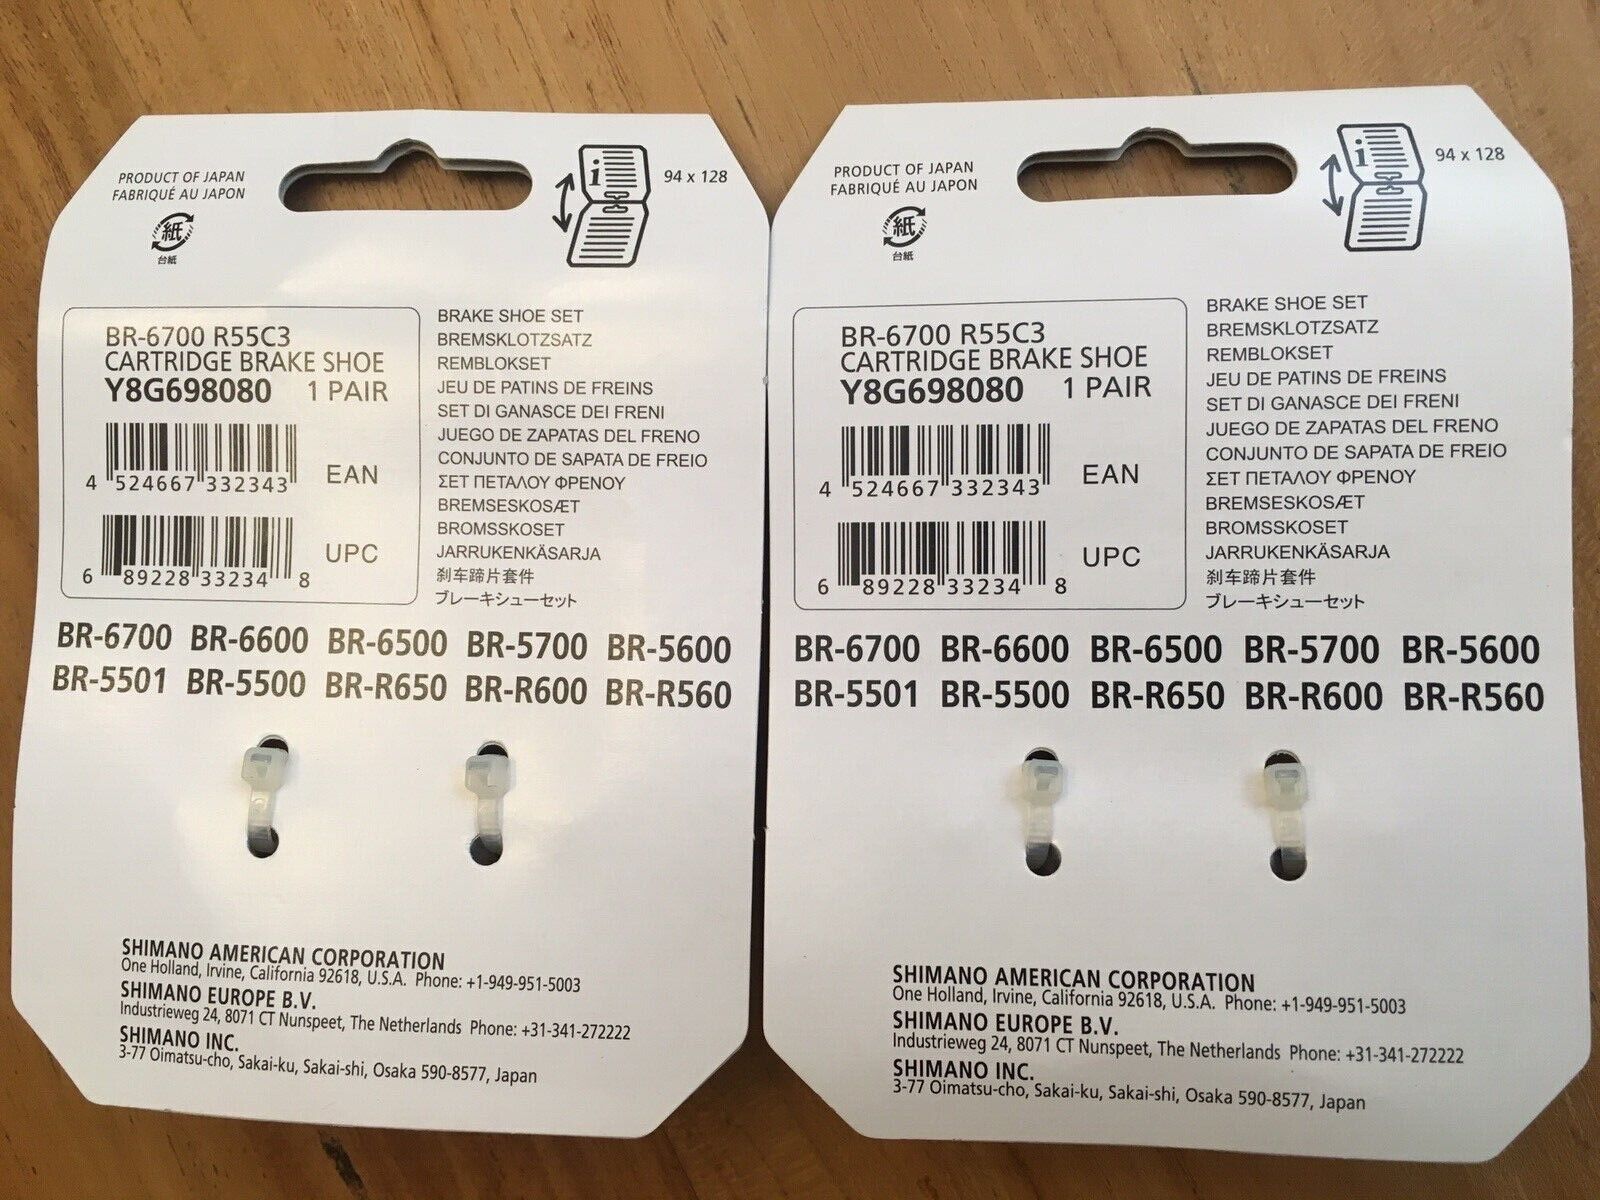 PRODUCT OF JAPAN
FABRIQUÉ AU JAPON
紙
台紙
i
94 x 128
BR-6700 R55C3
CARTRIDGE BRAKE SHOE
Y8G698080 1 PAIR
4 524667 332343 EAN
6 89228 33234 8 UPC
BRAKE SHOE SET
BREMSKLOTZSATZ
REMBLOKSET
JEU DE PATINS DE FREINS
SET DI GANASCE DEI FRENI
JUEGO DE ZAPATAS DEL FRENO
CONJUNTO DE SAPATA DE FREIO
ΣΕΤ ΠΕΤΑΛΟΥ ΦΡΕΝΟΥ
BREMSESKOSÆT
BROMSSKOSET
JARRUKENKÄSARJA
刹车蹄片套件
ブレーキシューセット
BR-6700 BR-6600 BR-6500 BR-5700 BR-5600
BR-5501 BR-5500 BR-R650 BR-R600 BR-R560
SHIMANO AMERICAN CORPORATION
One Holland, Irvine, California 92618, U.S.A. Phone: +1-949-951-5003
SHIMANO EUROPE B.V.
Industrieweg 24, 8071 CT Nunspeet, The Netherlands Phone: +31-341-272222
SHIMANO INC.
3-77 Oimatsu-cho, Sakai-ku, Sakai-shi, Osaka 590-8577, Japan
PRODUCT OF JAPAN
FABRIQUÉ AU JAPON
紙
台紙
i
94 x 128
BR-6700 R55C3
CARTRIDGE BRAKE SHOE
Y8G698080 1 PAIR
4 524667 332343 EAN
6 89228 33234 8 UPC
BRAKE SHOE SET
BREMSKLOTZSATZ
REMBLOKSET
JEU DE PATINS DE FREINS
SET DI GANASCE DEI FRENI
JUEGO DE ZAPATAS DEL FRENO
CONJUNTO DE SAPATA DE FREIO
ΣΕΤ ΠΕΤΑΛΟΥ ΦΡΕΝΟΥ
BREMSESKOSÆT
BROMSSKOSET
JARRUKENKÄSARJA
刹车蹄片套件
ブレーキシューセット
BR-6700 BR-6600 BR-6500 BR-5700 BR-5600
BR-5501 BR-5500 BR-R650 BR-R600 BR-R560
SHIMANO AMERICAN CORPORATION
One Holland, Irvine, California 92618, U.S.A. Phone: +1-949-951-5003
SHIMANO EUROPE B.V.
Industrieweg 24, 8071 CT Nunspeet, The Netherlands Phone: +31-341-272222
SHIMANO INC.
3-77 Oimatsu-cho, Sakai-ku, Sakai-shi, Osaka 590-8577, Japan